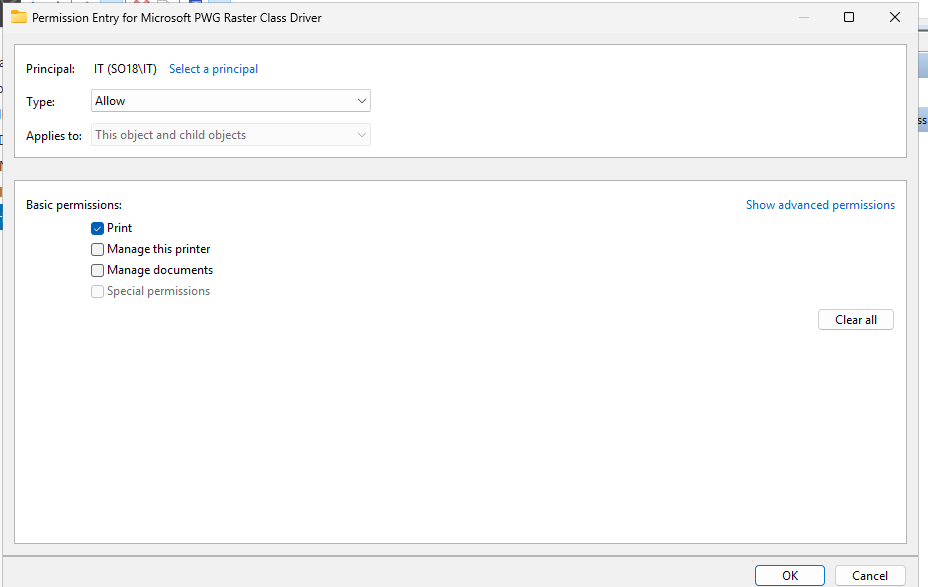 Permission Entry for Microsoft PWG Raster Class Driver
Principal: IT (SO18\IT) Select a principal
Type: Allow
Applies to: This object and child objects
Basic permissions: Show advanced permissions
Print
Manage this printer
Manage documents
Special permissions
Clear all
OK Cancel